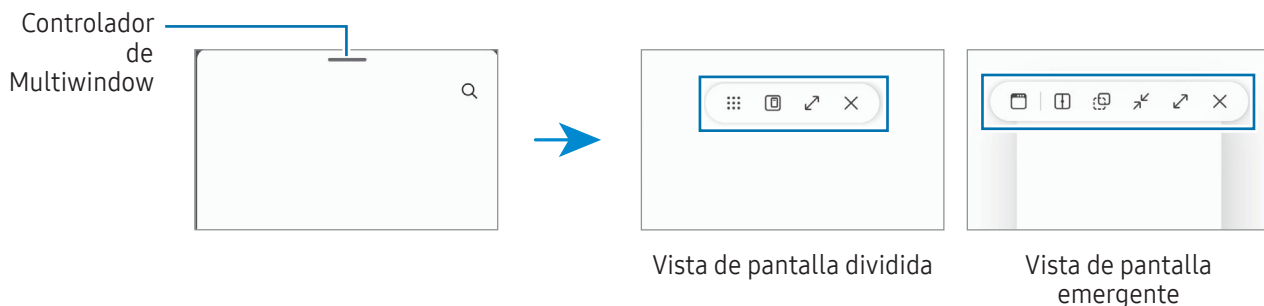 Controlador
de
Multiwindow
Vista de pantalla dividida
Vista de pantalla
emergente